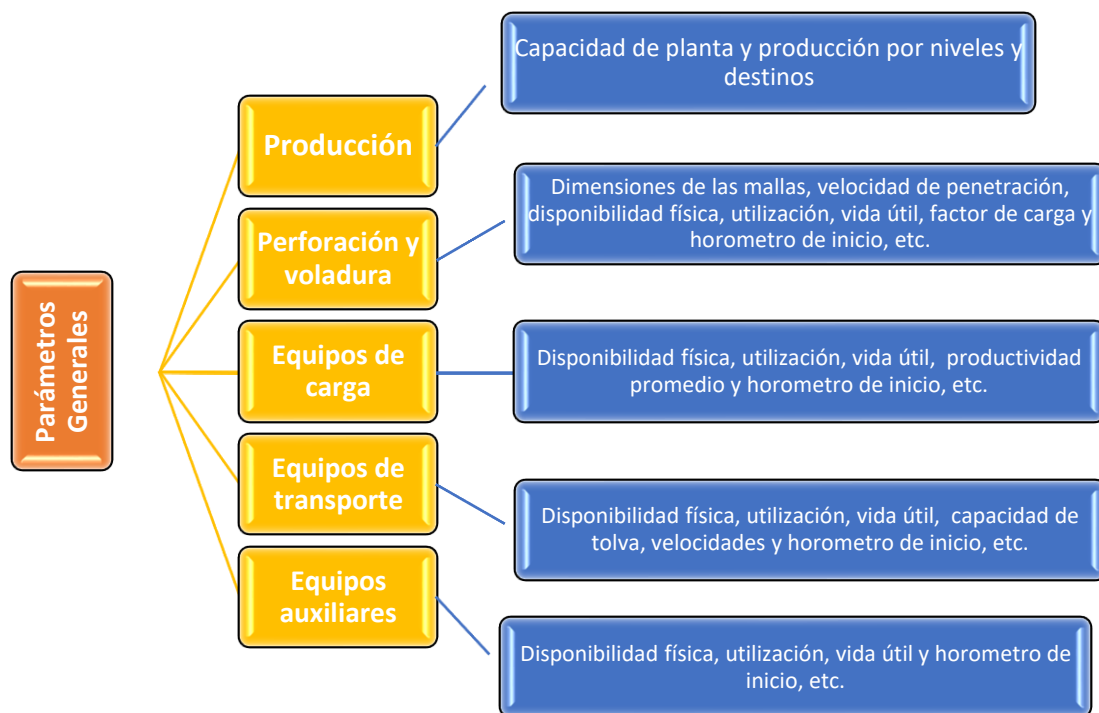 Parámetros
Generales
Producción
Capacidad de planta y producción por niveles y
destinos
Perforación y
voladura
Dimensiones de las mallas, velocidad de penetración,
disponibilidad física, utilización, vida útil, factor de carga y
horometro de inicio, etc.
Equipos de
carga
Disponibilidad física, utilización, vida útil, productividad
promedio y horometro de inicio, etc.
Equipos de
transporte
Disponibilidad física, utilización, vida útil, capacidad de
tolva, velocidades y horometro de inicio, etc.
Equipos
auxiliares
Disponibilidad física, utilización, vida útil y horometro de
inicio, etc.